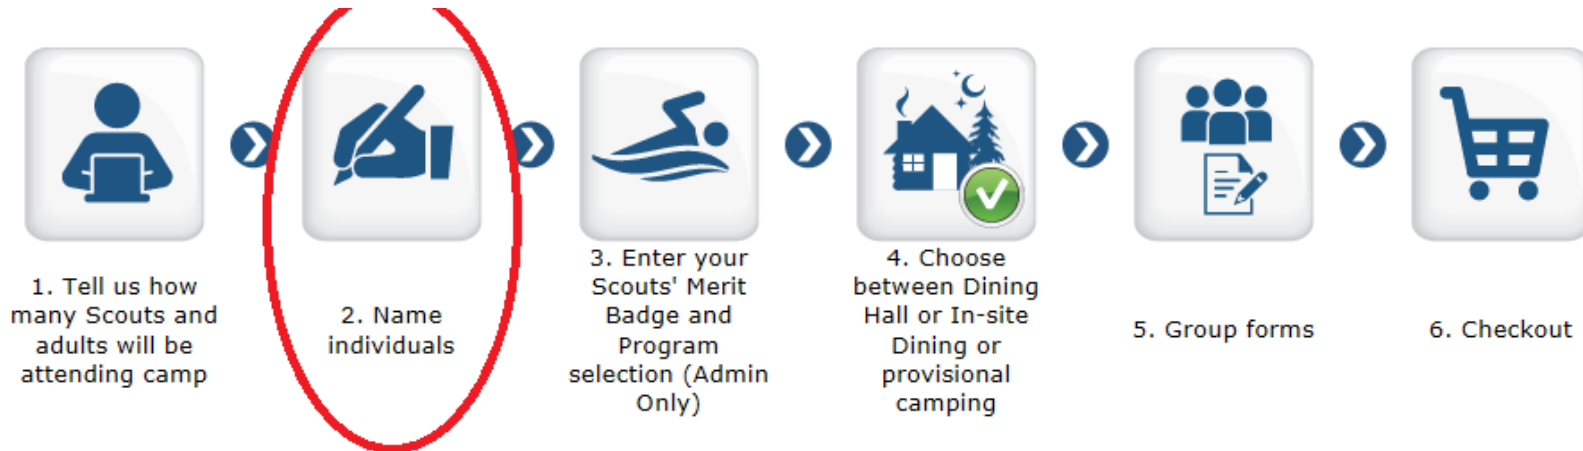 1. Tell us how
many Scouts and
adults will be
attending camp
2. Name
individuals
3. Enter your
Scouts' Merit
Badge and
Program
selection (Admin
Only)
4. Choose
between Dining
Hall or In-site
Dining or
provisional
camping
5. Group forms
6. Checkout